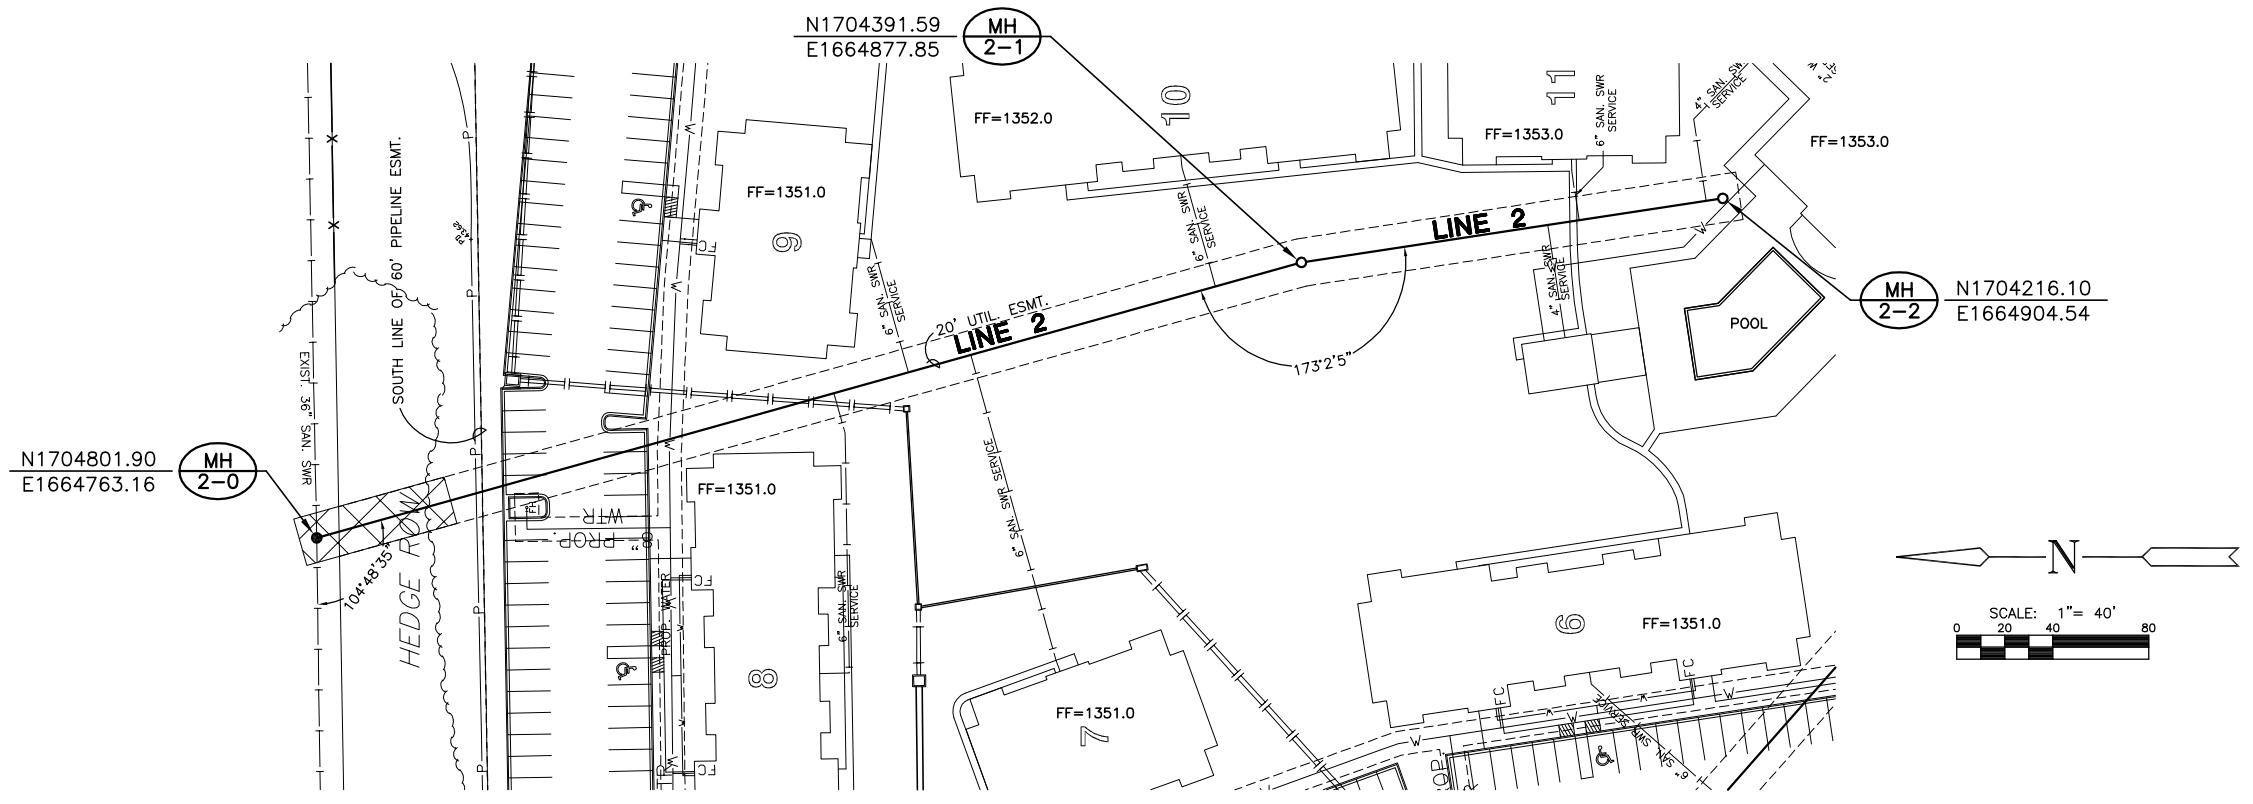 N1704391.59
E1664877.85
MH
2-1
SOUTH LINE OF 60' PIPELINE ESMT.
EXIST. 36" SAN. SWR
P
P
P
P
P
P
X
X
W
W
FC
9
FF=1351.0
6" SAN. SWR
SERVICE
FF=1352.0
10
6" SAN. SWR
SERVICE
11
FF=1353.0
6" SAN. SWR
SERVICE
4" SAN. SWR
SERVICE
FF=1353.0
20' UTIL. ESMT.
LINE 2
LINE 2
173°2'5"
4" SAN. SWR
SERVICE
W
POOL
MH
2-2
N1704216.10
E1664904.54
N1704801.90
E1664763.16
MH
2-0
104°48'35"
HEDGE ROW
FH
WTR
PROP. 8"
W
FC
PROP. WATER
W
FC
FF=1351.0
8
6" SAN. SWR
SERVICE
6" SAN. SWR SERVICE
FF=1351.0
7
6
FF=1351.0
FC
FC
W
W
W
6" SAN. SWR SERVICE
N
SCALE: 1"= 40'
0 20 40 80